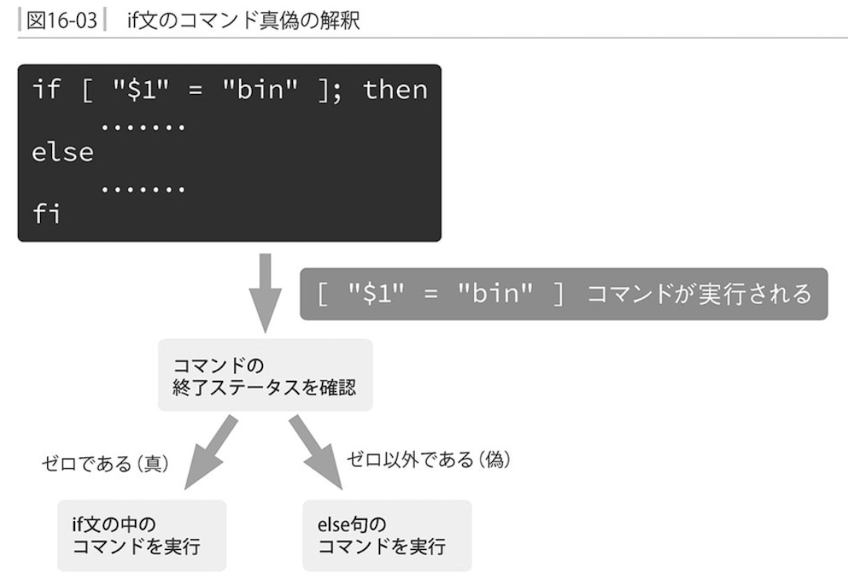 図16-03 if文のコマンド真偽の解釈
if [ "$1" = "bin" ]; then
.......
else
.......
fi
[ "$1" = "bin" ] コマンドが実行される
コマンドの
終了ステータスを確認
ゼロである（真）
ゼロ以外である（偽）
if文の中の
コマンドを実行
else句の
コマンドを実行